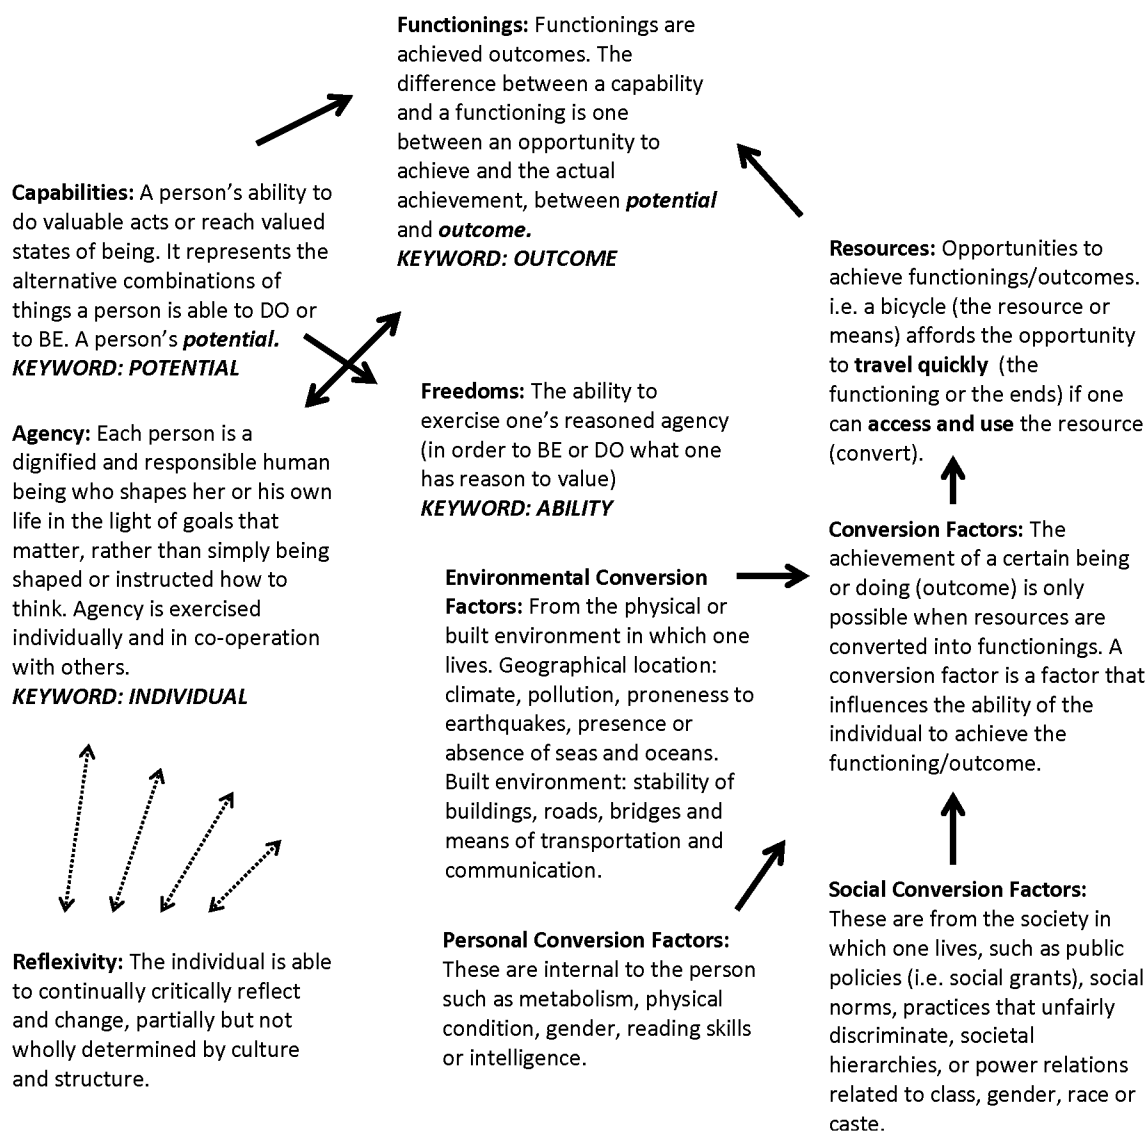 Functionings: Functionings are
achieved outcomes. The
difference between a capability
and a functioning is one
between an opportunity to
achieve and the actual
achievement, between potential
and outcome.
KEYWORD: OUTCOME
Capabilities: A person’s ability to
do valuable acts or reach valued
states of being. It represents the
alternative combinations of
things a person is able to DO or
to BE. A person’s potential.
KEYWORD: POTENTIAL
Resources: Opportunities to
achieve functionings/outcomes.
i.e. a bicycle (the resource or
means) affords the opportunity
to travel quickly (the
functioning or the ends) if one
can access and use the resource
(convert).
Freedoms: The ability to
exercise one’s reasoned agency
(in order to BE or DO what one
has reason to value)
KEYWORD: ABILITY
Agency: Each person is a
dignified and responsible human
being who shapes her or his own
life in the light of goals that
matter, rather than simply being
shaped or instructed how to
think. Agency is exercised
individually and in co-operation
with others.
KEYWORD: INDIVIDUAL
Environmental Conversion
Factors: From the physical or
built environment in which one
lives. Geographical location:
climate, pollution, proneness to
earthquakes, presence or
absence of seas and oceans.
Built environment: stability of
buildings, roads, bridges and
means of transportation and
communication.
Conversion Factors: The
achievement of a certain being
or doing (outcome) is only
possible when resources are
converted into functionings. A
conversion factor is a factor that
influences the ability of the
individual to achieve the
functioning/outcome.
Reflexivity: The individual is able
to continually critically reflect
and change, partially but not
wholly determined by culture
and structure.
Personal Conversion Factors:
These are internal to the person
such as metabolism, physical
condition, gender, reading skills
or intelligence.
Social Conversion Factors:
These are from the society in
which one lives, such as public
policies (i.e. social grants), social
norms, practices that unfairly
discriminate, societal
hierarchies, or power relations
related to class, gender, race or
caste.